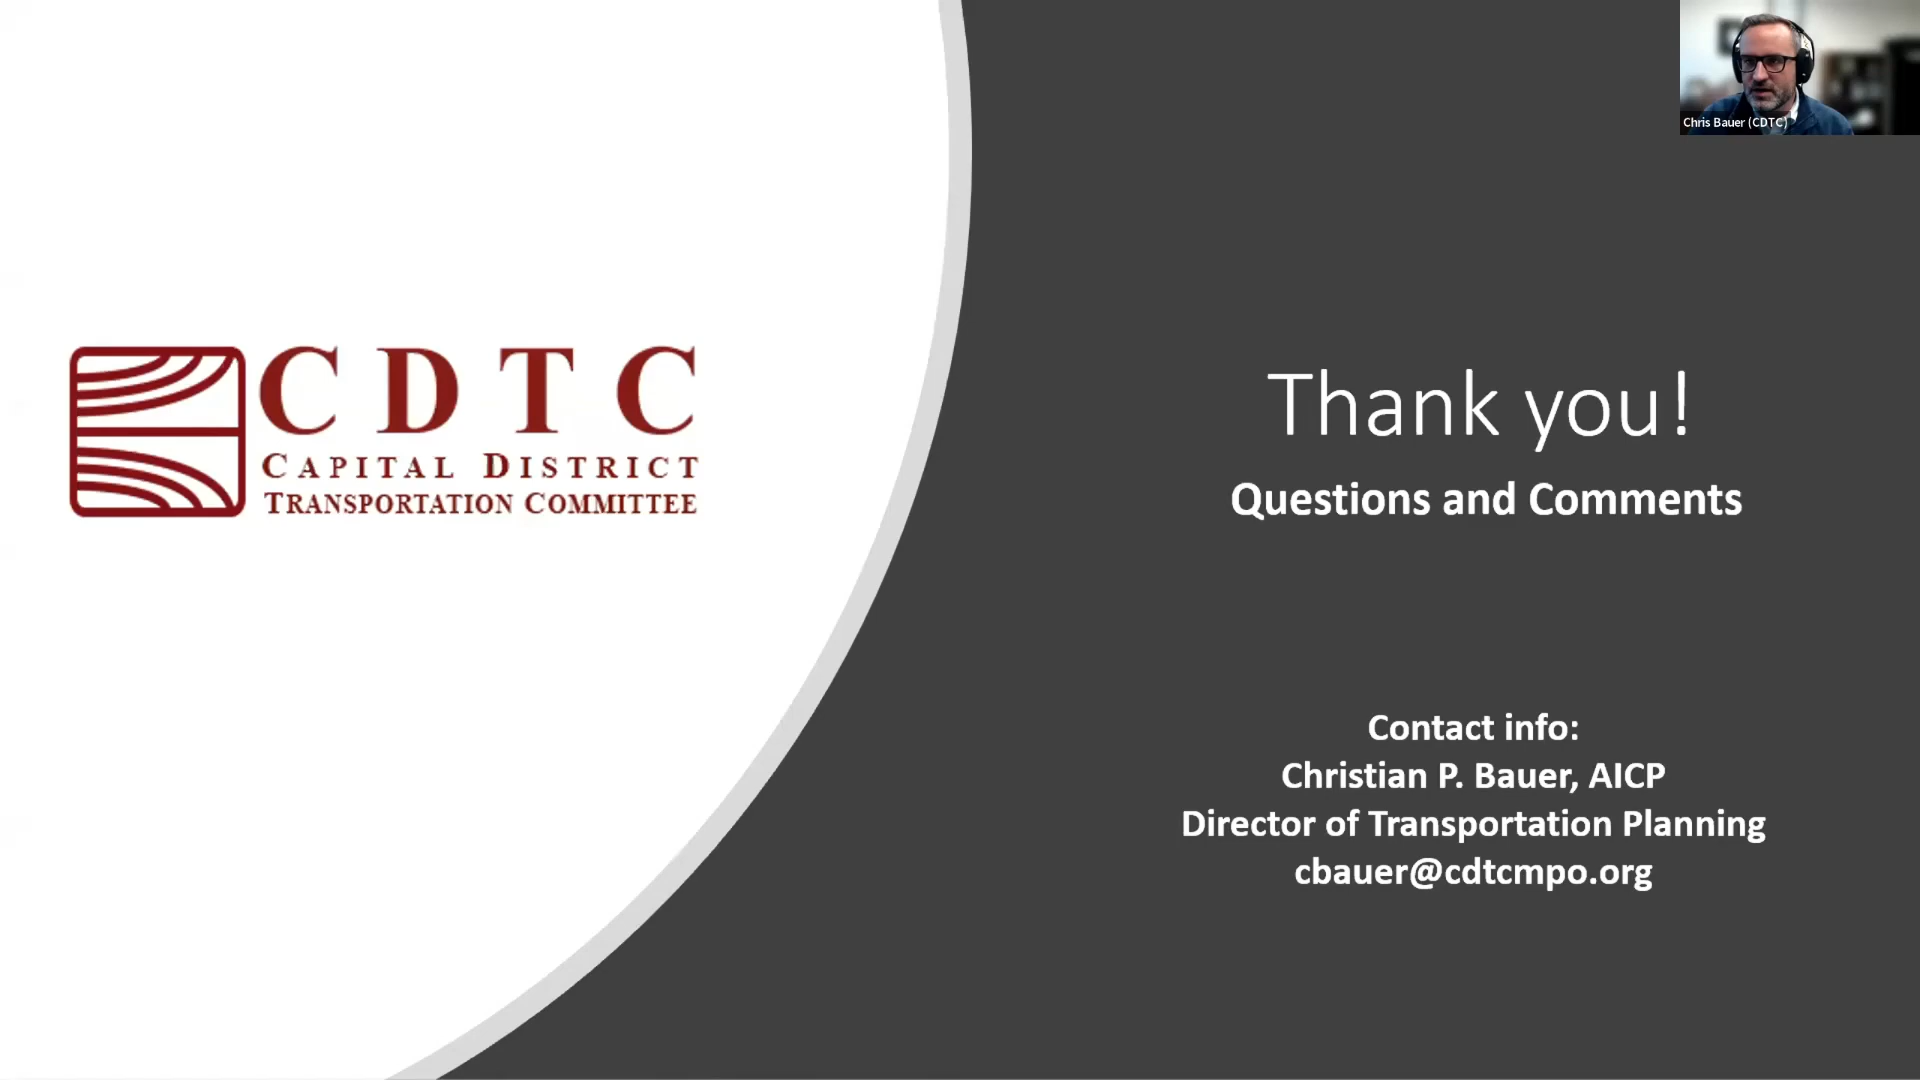 Chris Bauer (CDTC)
CDTC
CAPITAL DISTRICT
TRANSPORTATION COMMITTEE
Thank you!
Questions and Comments
Contact info:
Christian P. Bauer, AICP
Director of Transportation Planning
cbauer@cdtcmpo.org